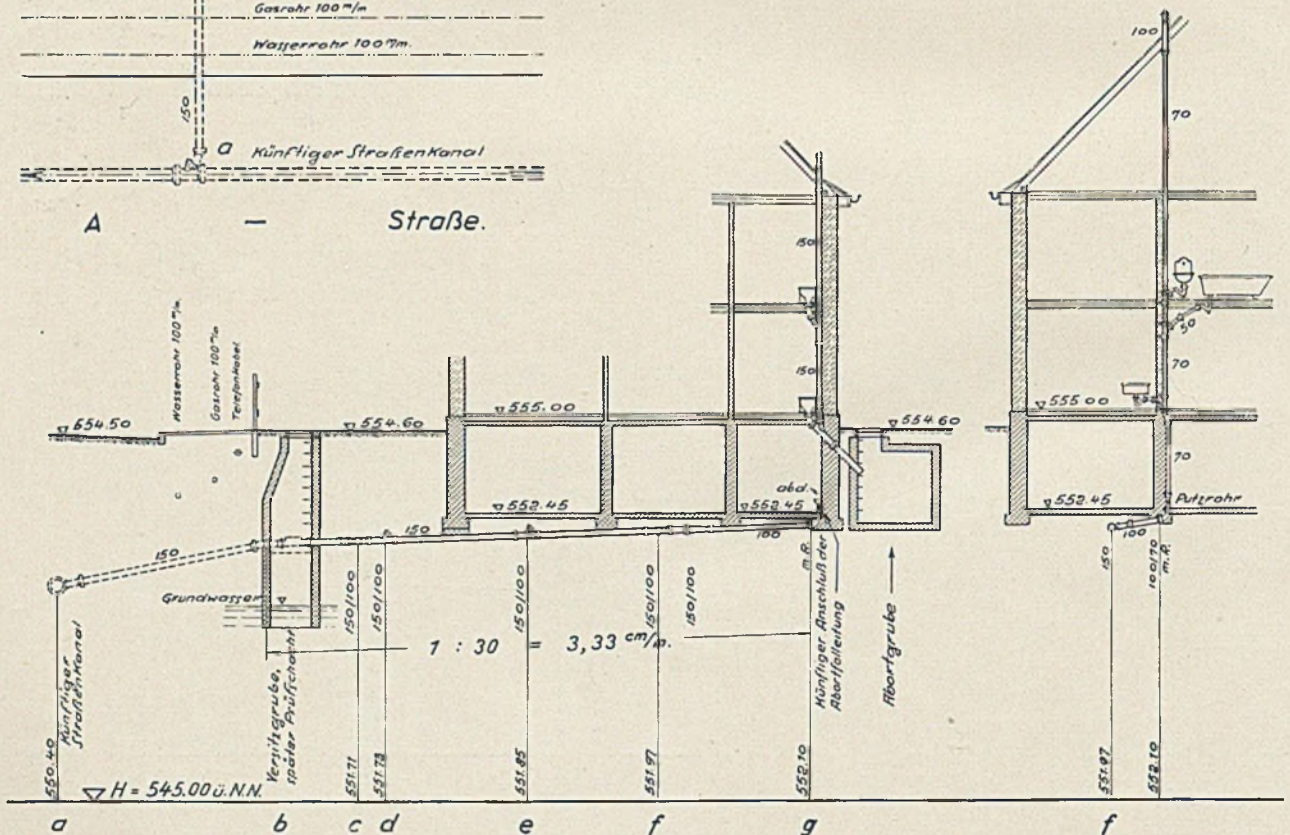 Gasrohr 100 m/m
Wasserrohr 100 m/m.
150
a Künftiger Straßenkanal
A — Straße.
Wasserrohr 100 m/m
Gasrohr 100 m/m
Telefonkabel
554.50
554.60
555.00
552.45
552.45
554.60
150
150
abd.
150
150
100
Grundwasser
150/100
150/100
150/100
150/100
150/100
m.R.
1 : 30 = 3,33 cm/m.
Künftiger Straßenkanal
Versitzgrube,
später Prüfschacht
Künftiger Anschluß der
Abortfalleitung
Abortgrube
550.40
551.71
551.73
551.85
551.97
552.10
H = 545.00 ü.N.N.
a b c d e f g
100
70
50
70
555.00
70
552.45
Putzrohr
100
150
100/70
m.R.
551.97
552.10
f